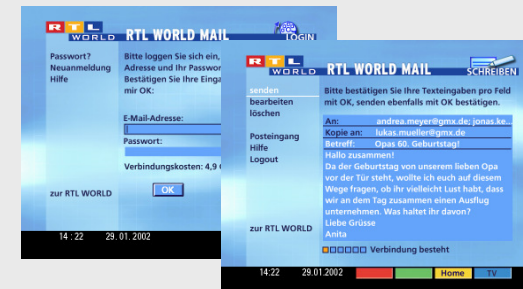 RTL
WORLD
RTL WORLD MAIL
LOGIN
Passwort?
Neuanmeldung
Hilfe
Bitte loggen Sie sich ein,
Adresse und Ihr Passwor
Bestätigen Sie Ihre Einga
mir OK:
E-Mail-Adresse:
Passwort:
Verbindungskosten: 4,9
OK
zur RTL WORLD
14:22 29.01.2002
RTL
WORLD
RTL WORLD MAIL
SCHREIBEN
senden
bearbeiten
löschen
Posteingang
Hilfe
Logout
zur RTL WORLD
Bitte bestätigen Sie Ihre Texteingaben pro Feld
mit OK, senden ebenfalls mit OK bestätigen.
An: andrea.meyer@gmx.de; jonas.ke...
Kopie an: lukas.mueller@gmx.de
Betreff: Opas 60. Geburtstag!
Hallo zusammen!
Da der Geburtstag von unserem lieben Opa
vor der Tür steht, wollte ich euch auf diesem
Wege fragen, ob ihr vielleicht Lust habt, dass
wir an dem Tag zusammen einen Ausflug
unternehmen. Was haltet ihr davon?
Liebe Grüsse
Anita
Verbindung besteht
14:22 29.01.2002 Home TV